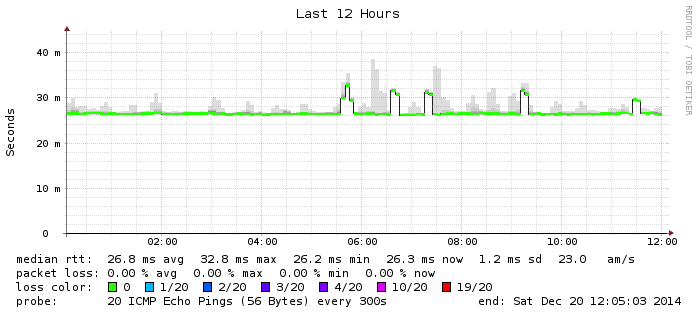 Last 12 Hours
RRDTOOL / TOBI OETIKER
Seconds
40 m
30 m
20 m
10 m
0
02:00 04:00 06:00 08:00 10:00 12:00
median rtt: 26.8 ms avg 32.8 ms max 26.2 ms min 26.3 ms now 1.2 ms sd 23.0 am/s
packet loss: 0.00 % avg 0.00 % max 0.00 % min 0.00 % now
loss color: 0 1/20 2/20 3/20 4/20 10/20 19/20
probe: 20 ICMP Echo Pings (56 Bytes) every 300s end: Sat Dec 20 12:05:03 2014